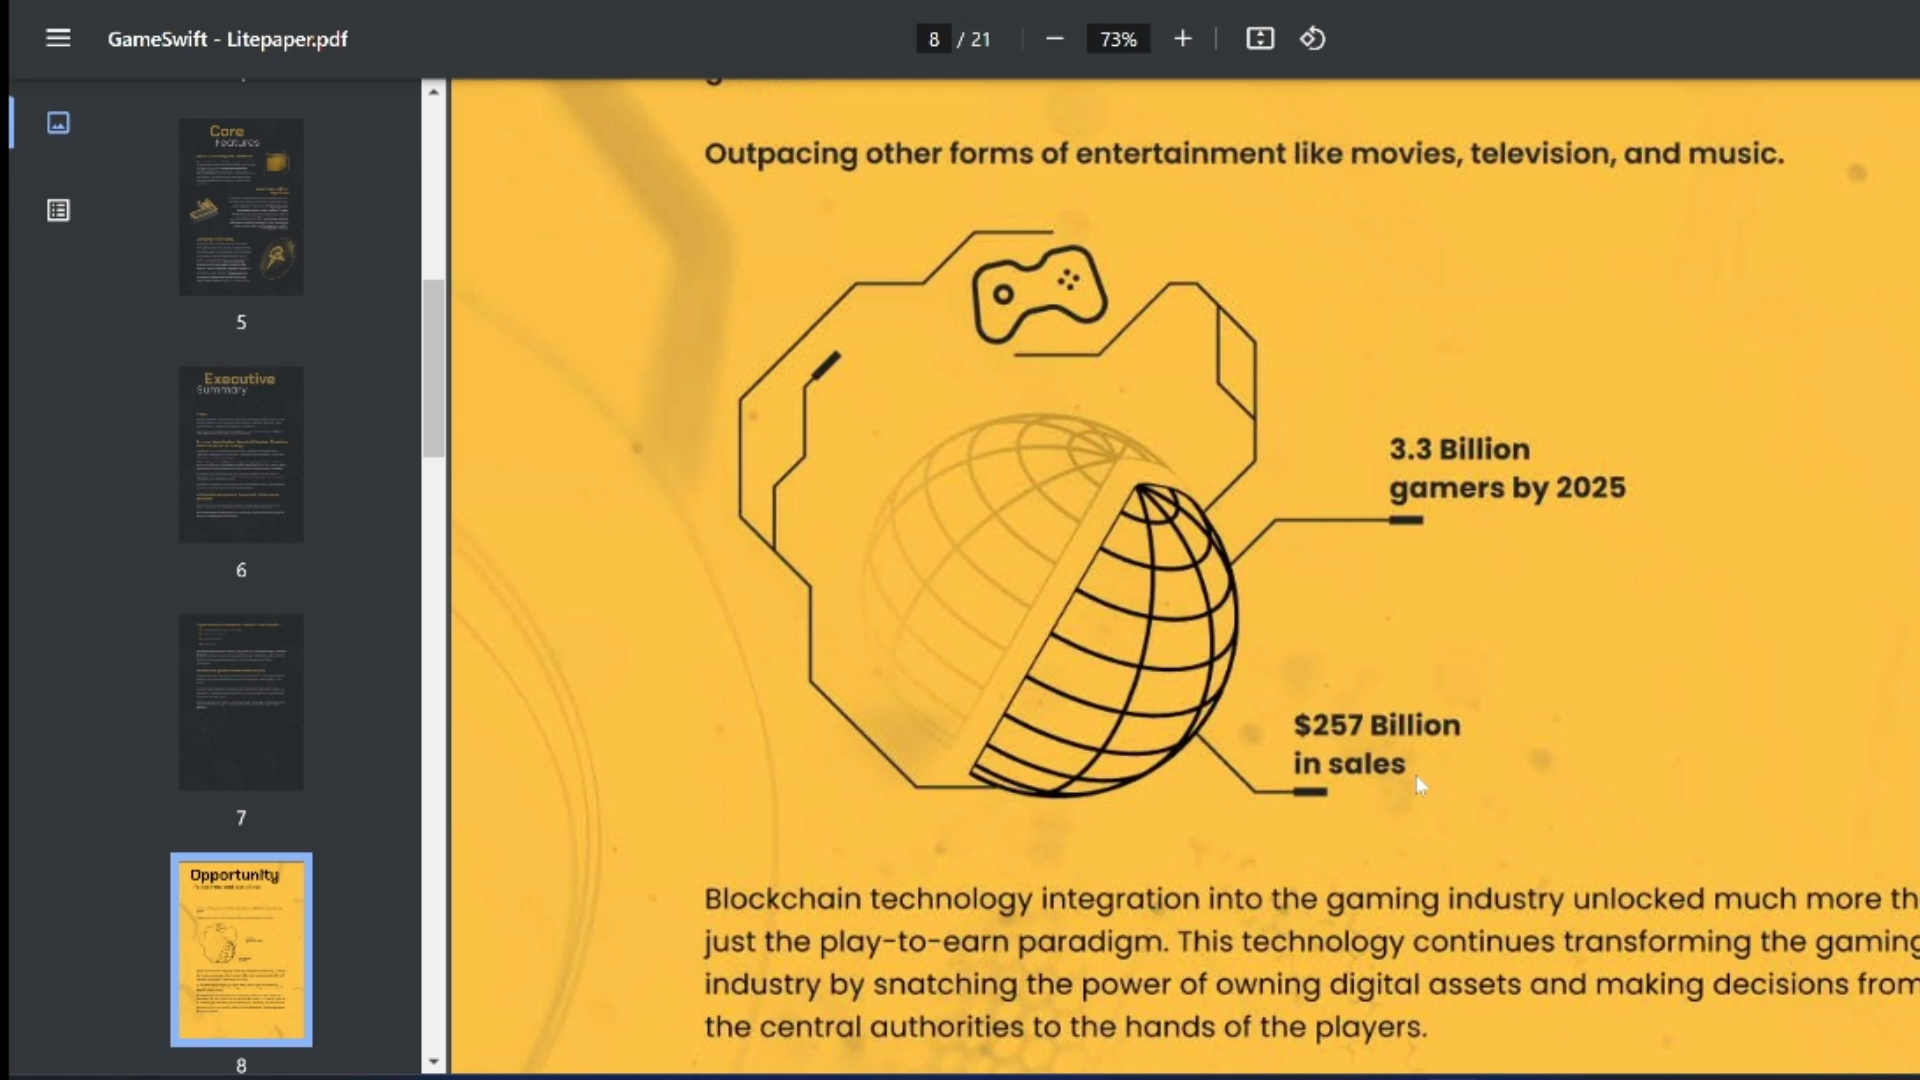 GameSwift - Litepaper.pdf
8 / 21
73%
Core
Features
5
Executive
Summary
6
7
Opportunity
8
Outpacing other forms of entertainment like movies, television, and music.
3.3 Billion
gamers by 2025
$257 Billion
in sales
Blockchain technology integration into the gaming industry unlocked much more th
just the play-to-earn paradigm. This technology continues transforming the gaming
industry by snatching the power of owning digital assets and making decisions from
the central authorities to the hands of the players.